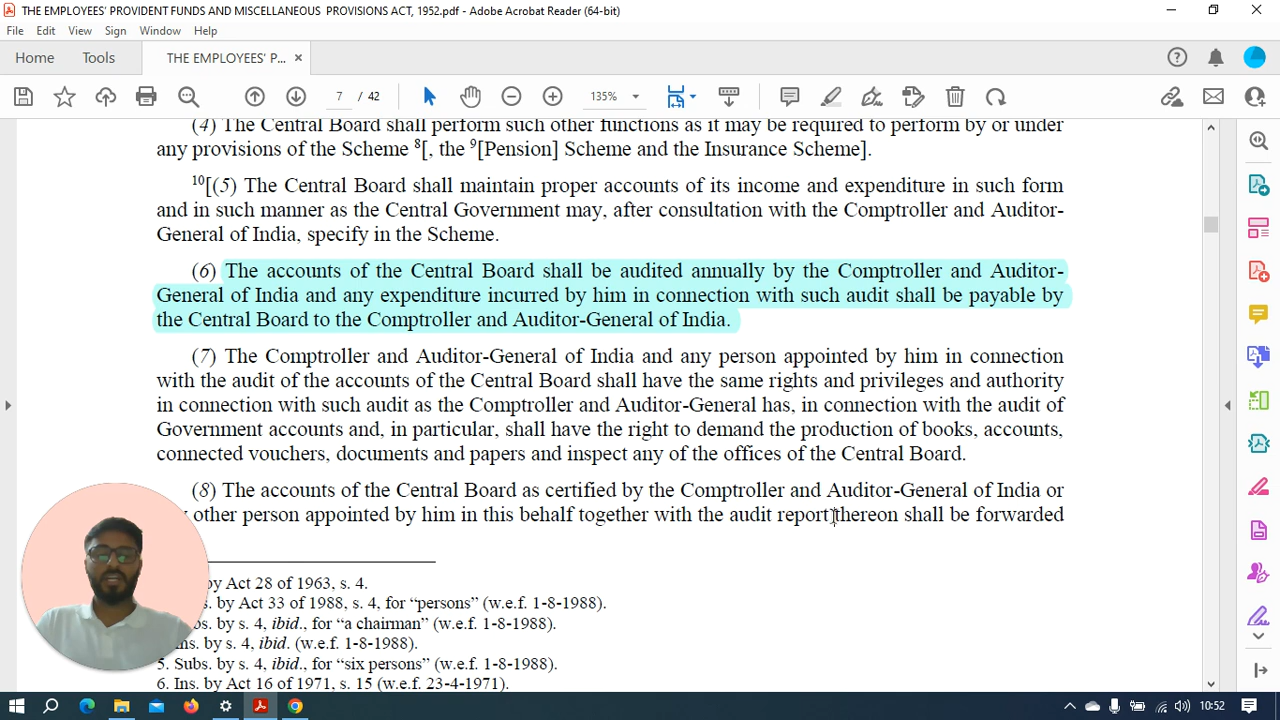 THE EMPLOYEES' PROVIDENT FUNDS AND MISCELLANEOUS PROVISIONS ACT, 1952.pdf - Adobe Acrobat Reader (64-bit)
File Edit View Sign Window Help
Home Tools THE EMPLOYEES' P... ×
7 / 42 135%
(4) The Central Board shall perform such other functions as it may be required to perform by or under
any provisions of the Scheme 8[, the 9[Pension] Scheme and the Insurance Scheme].
10[(5) The Central Board shall maintain proper accounts of its income and expenditure in such form
and in such manner as the Central Government may, after consultation with the Comptroller and Auditor-
General of India, specify in the Scheme.
(6) The accounts of the Central Board shall be audited annually by the Comptroller and Auditor-
General of India and any expenditure incurred by him in connection with such audit shall be payable by
the Central Board to the Comptroller and Auditor-General of India.
(7) The Comptroller and Auditor-General of India and any person appointed by him in connection
with the audit of the accounts of the Central Board shall have the same rights and privileges and authority
in connection with such audit as the Comptroller and Auditor-General has, in connection with the audit of
Government accounts and, in particular, shall have the right to demand the production of books, accounts,
connected vouchers, documents and papers and inspect any of the offices of the Central Board.
(8) The accounts of the Central Board as certified by the Comptroller and Auditor-General of India or
other person appointed by him in this behalf together with the audit report thereon shall be forwarded
by Act 28 of 1963, s. 4.
by Act 33 of 1988, s. 4, for “persons” (w.e.f. 1-8-1988).
by s. 4, ibid., for “a chairman” (w.e.f. 1-8-1988).
by s. 4, ibid. (w.e.f. 1-8-1988).
5. Subs. by s. 4, ibid., for “six persons” (w.e.f. 1-8-1988).
6. Ins. by Act 16 of 1971, s. 15 (w.e.f. 23-4-1971).
10:52